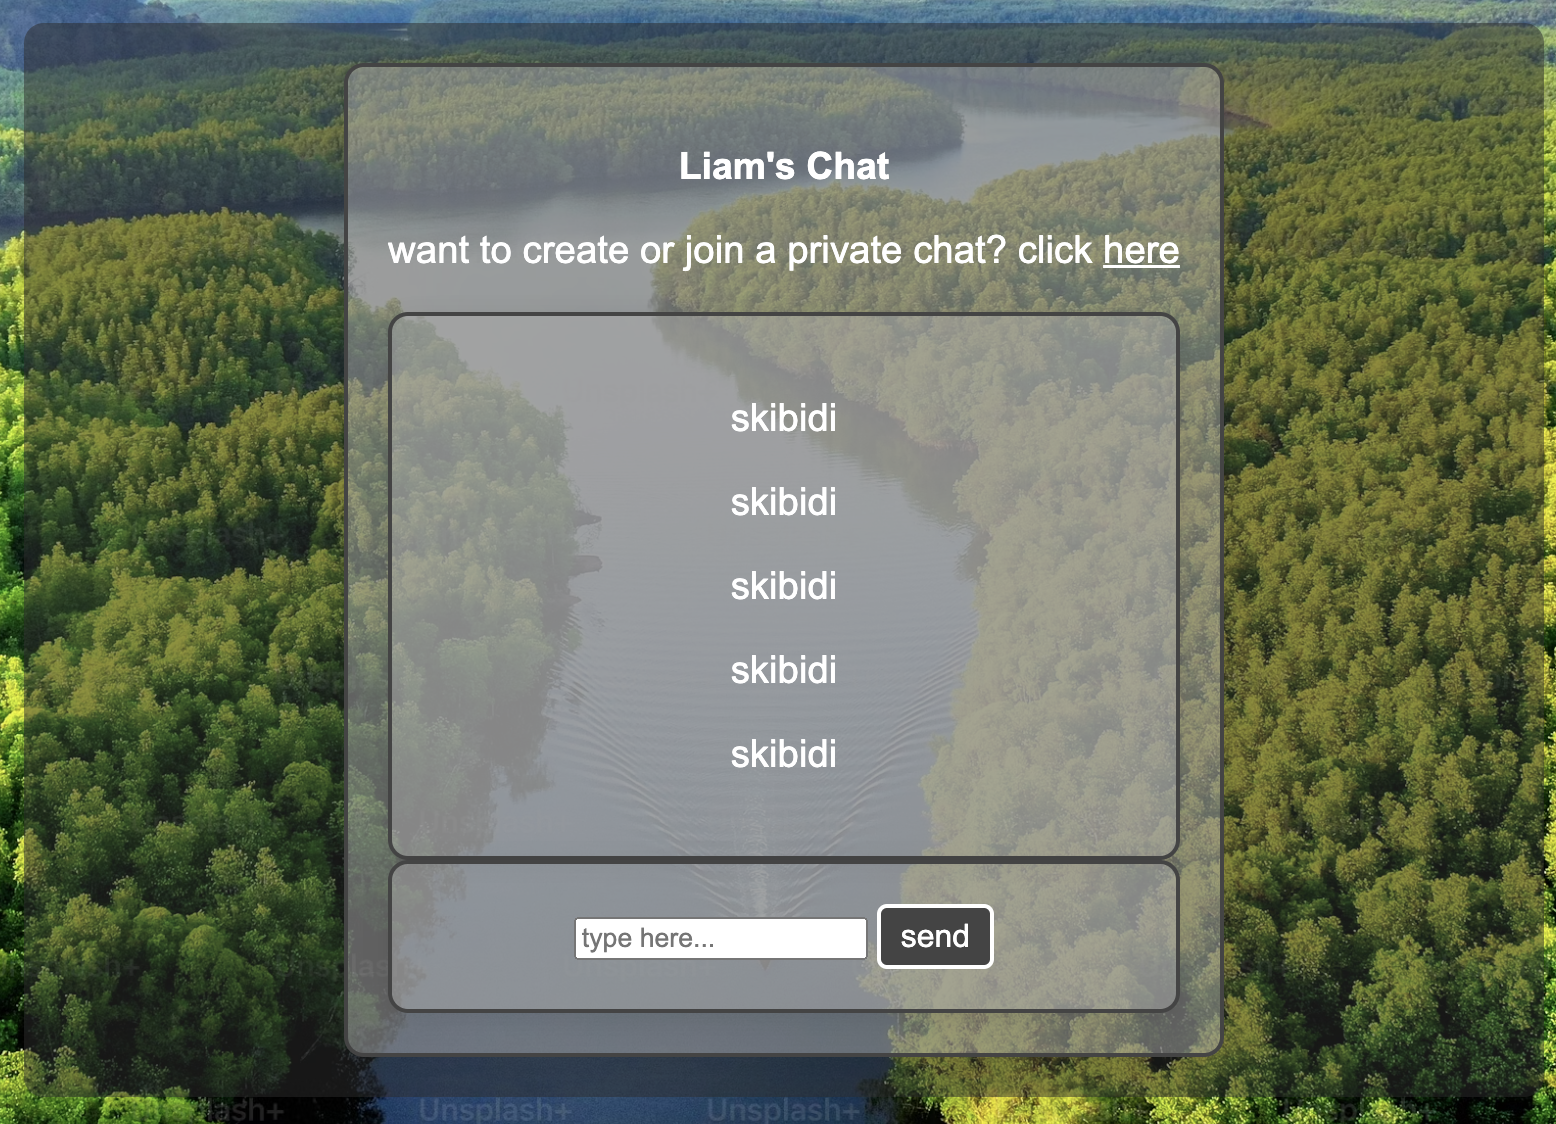 Liam's Chat
want to create or join a private chat? click here
skibidi
skibidi
skibidi
skibidi
skibidi
type here...
send
Unsplash+
Unsplash+
Unsplash+